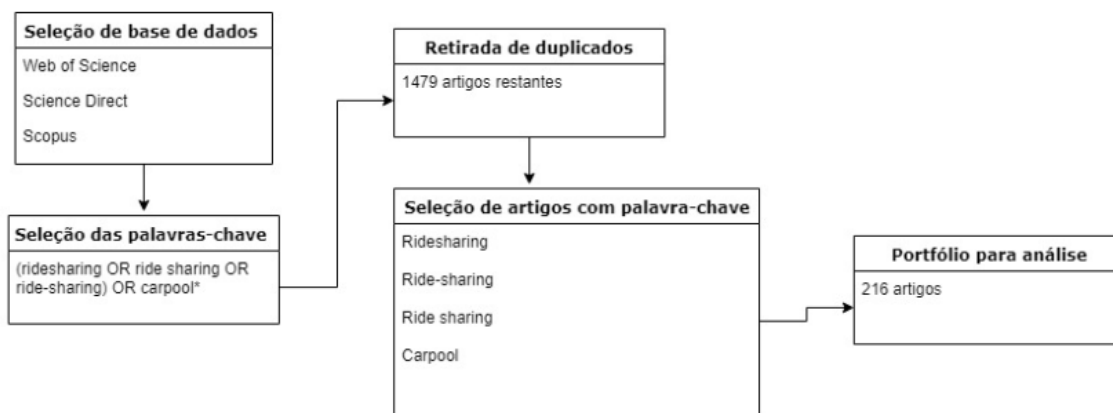 Seleção de base de dados
Web of Science
Science Direct
Scopus
Seleção das palavras-chave
(ridesharing OR ride sharing OR
ride-sharing) OR carpool*
Retirada de duplicados
1479 artigos restantes
Seleção de artigos com palavra-chave
Ridesharing
Ride-sharing
Ride sharing
Carpool
Portfólio para análise
216 artigos